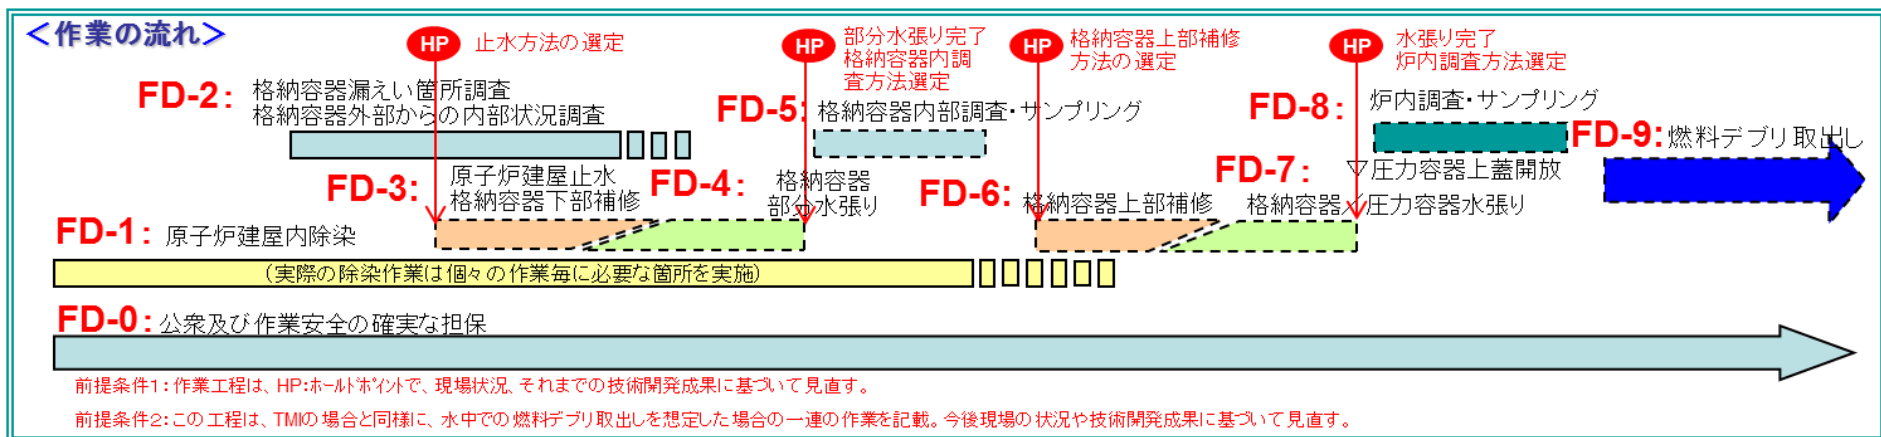 ＜作業の流れ＞
HP 止水方法の選定
HP 部分水張り完了
格納容器内調
査方法選定
HP 格納容器上部補修
方法の選定
HP 水張り完了
炉内調査方法選定
FD-2： 格納容器漏えい箇所調査
格納容器外部からの内部状況調査
FD-5： 格納容器内部調査・サンプリング
FD-8： 炉内調査・サンプリング
FD-9：燃料デブリ取出し
FD-3： 原子炉建屋止水
格納容器下部補修
FD-4： 格納容器
部分水張り
FD-6： 格納容器上部補修
FD-7： ▽圧力容器上蓋開放
格納容器／圧力容器水張り
FD-1： 原子炉建屋内除染
（実際の除染作業は個々の作業毎に必要な箇所を実施）
FD-0：公衆及び作業安全の確実な担保
前提条件1：作業工程は、HP:ホールドポイントで、現場状況、それまでの技術開発成果に基づいて見直す。
前提条件2：この工程は、TMIの場合と同様に、水中での燃料デブリ取出しを想定した場合の一連の作業を記載。今後現場の状況や技術開発成果に基づいて見直す。